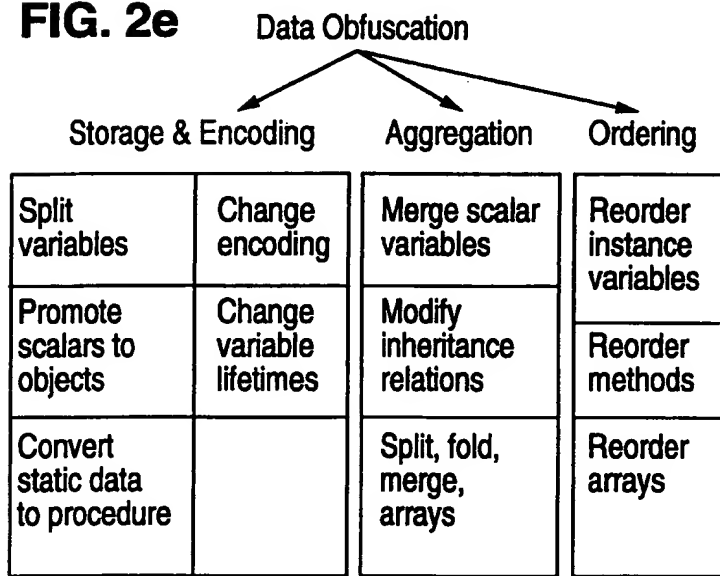 FIG. 2e
Data Obfuscation
Storage & Encoding
Aggregation
Ordering
Split
variables
Change
encoding
Merge scalar
variables
Reorder
instance
variables
Promote
scalars to
objects
Change
variable
lifetimes
Modify
inheritance
relations
Reorder
methods
Convert
static data
to procedure
Split, fold,
merge,
arrays
Reorder
arrays